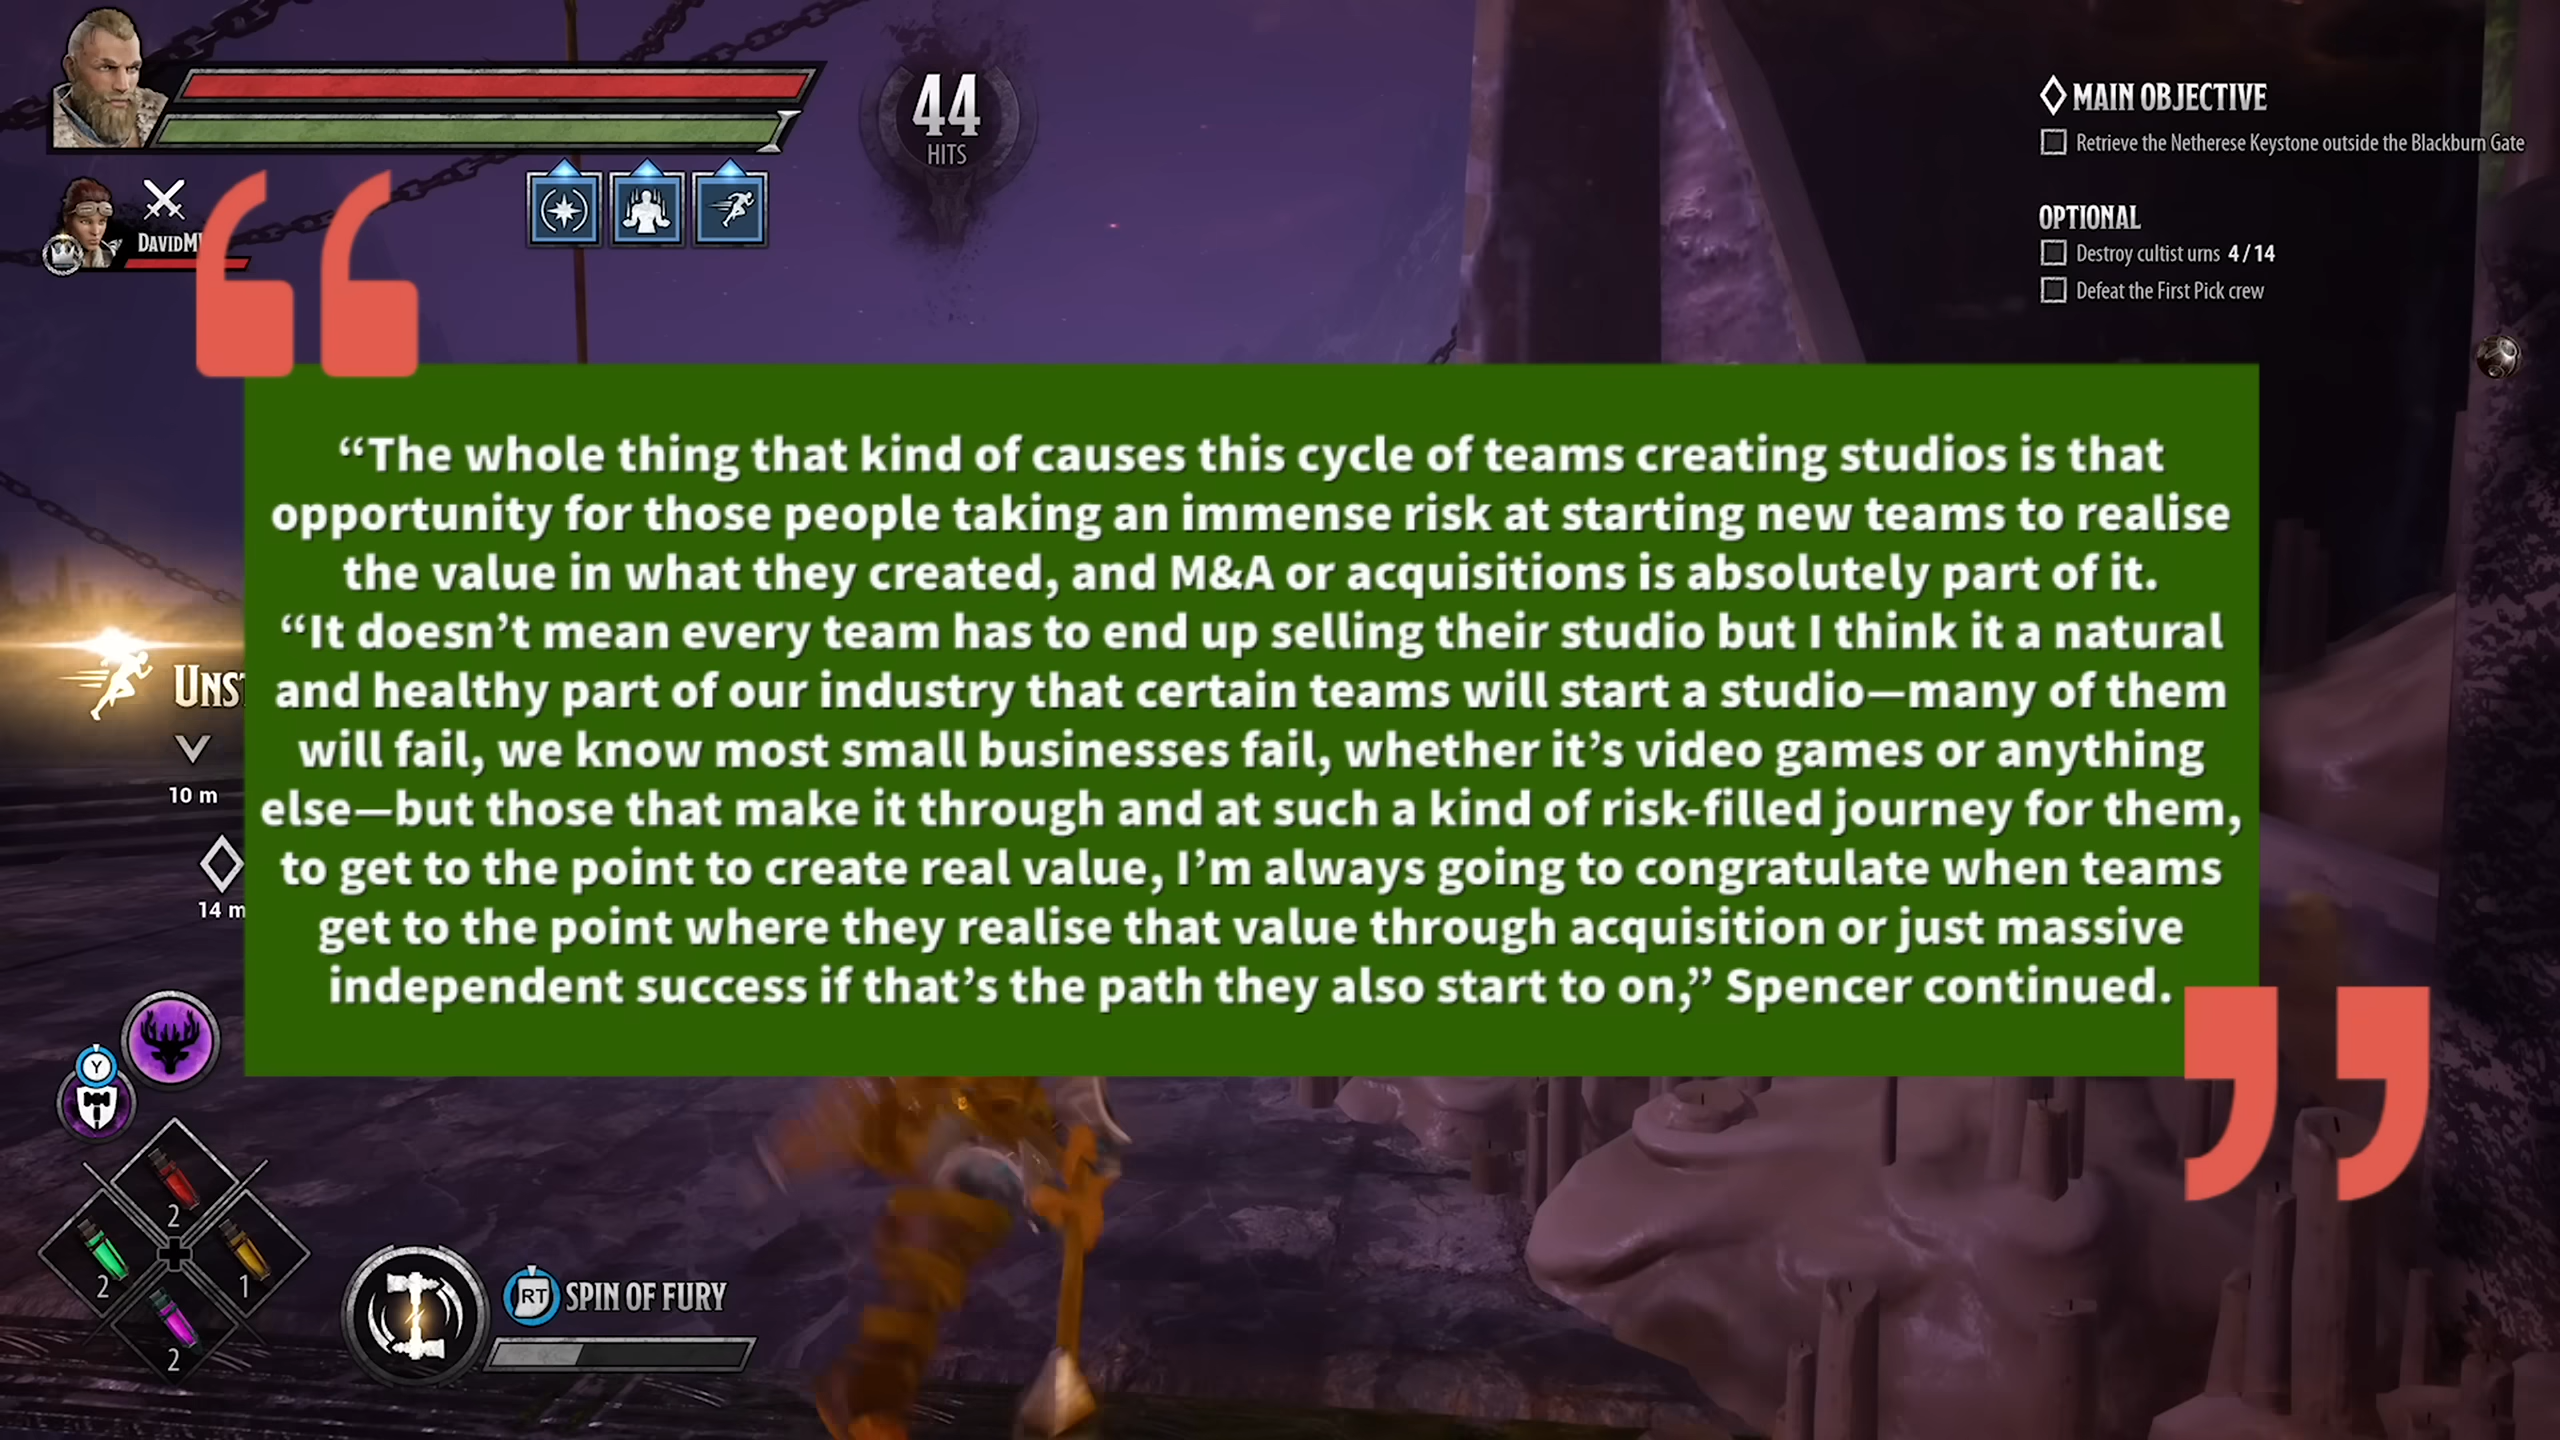 44
HITS
MAIN OBJECTIVE
Retrieve the Netherese Keystone outside the Blackburn Gate
OPTIONAL
Destroy cultist urns 4/14
Defeat the First Pick crew
“The whole thing that kind of causes this cycle of teams creating studios is that
opportunity for those people taking an immense risk at starting new teams to realise
the value in what they created, and M&A or acquisitions is absolutely part of it.
“It doesn’t mean every team has to end up selling their studio but I think it a natural
and healthy part of our industry that certain teams will start a studio—many of them
will fail, we know most small businesses fail, whether it’s video games or anything
else—but those that make it through and at such a kind of risk-filled journey for them,
to get to the point to create real value, I’m always going to congratulate when teams
get to the point where they realise that value through acquisition or just massive
independent success if that’s the path they also start to on,” Spencer continued.
10 m
14 m
Y
2
2
1
2
RT
SPIN OF FURY